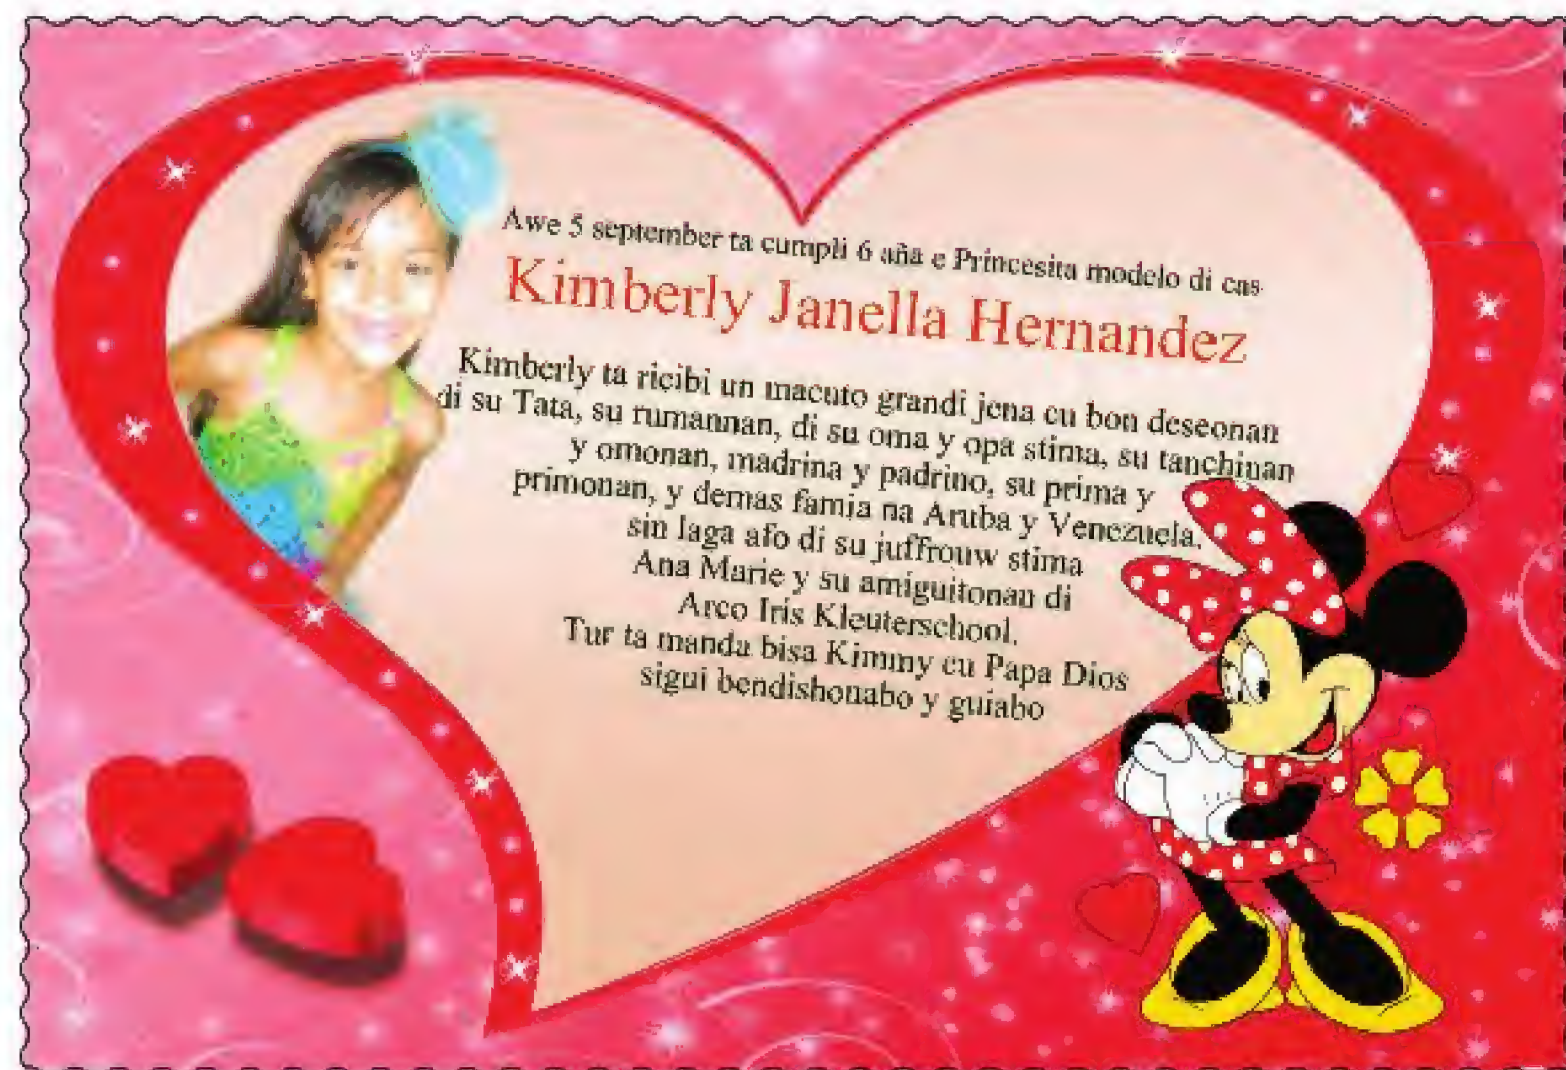 Awe 5 september ta cumpli 6 aña e Princesita modelo di cas
Kimberly Janella Hernandez
Kimberly ta ricibi un macuto grandi jena cu bon deseonan
di su Tata, su rumannan, di su oma y opa stima, su tanchinan
y omonan, madrina y padrino, su prima y
primonan, y demas famia na Aruba y Venezuela.
sin laga afo di su juffrouw stima
Ana Marie y su amiguitonan di
Arco Iris Kleuterschool.
Tur ta manda bisa Kimmy cu Papa Dios
sigui bendishonabo y guiabo